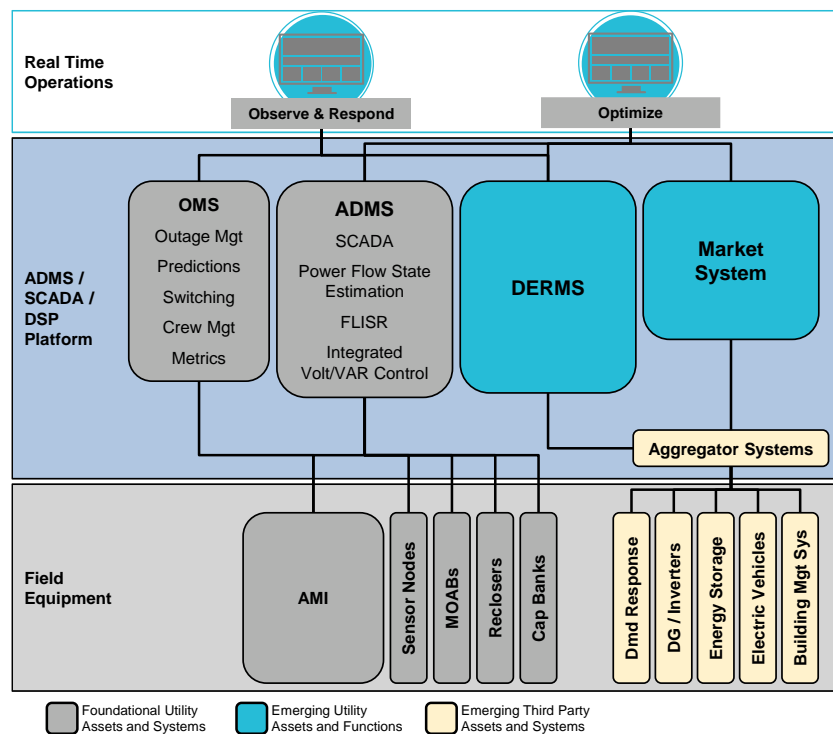 Real Time
Operations
Observe & Respond
Optimize
ADMS /
SCADA /
DSP
Platform
OMS
Outage Mgt
Predictions
Switching
Crew Mgt
Metrics
ADMS
SCADA
Power Flow State
Estimation
FLISR
Integrated
Volt/VAR Control
DERMS
Market
System
Aggregator Systems
Field
Equipment
AMI
Sensor Nodes
MOABs
Reclosers
Cap Banks
Dmd Response
DG / Inverters
Energy Storage
Electric Vehicles
Building Mgt Sys
Foundational Utility
Assets and Systems
Emerging Utility
Assets and Functions
Emerging Third Party
Assets and Systems